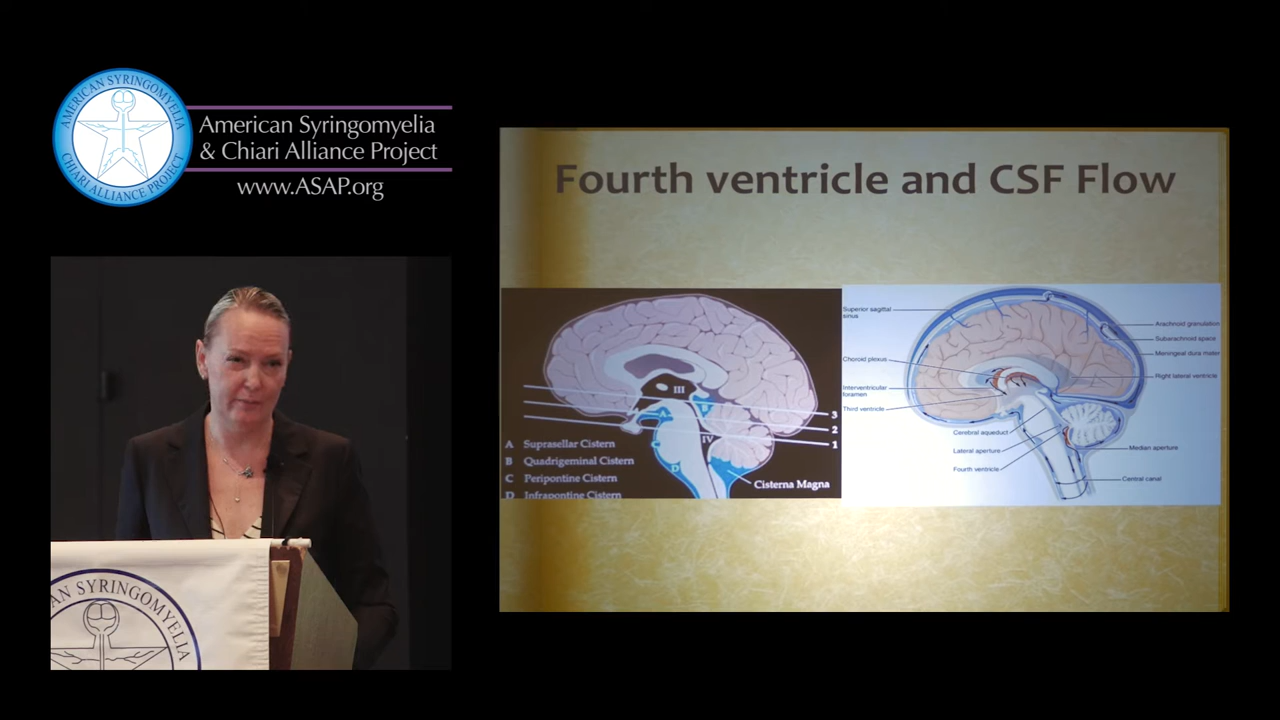 AMERICAN SYRINGOMYELIA
CHIARI ALLIANCE PROJECT
American Syringomyelia
& Chiari Alliance Project
www.ASAP.org
Fourth ventricle and CSF Flow
III
A
B
IV
C
D
3
2
1
A Suprasellar Cistern
B Quadrigeminal Cistern
C Peripontine Cistern
D Infrapontine Cistern
Cisterna Magna
Superior sagittal
sinus
Choroid plexus
Interventricular
foramen
Third ventricle
Cerebral aqueduct
Lateral aperture
Fourth ventricle
Arachnoid granulation
Subarachnoid space
Meningeal dura mater
Right lateral ventricle
Median aperture
Central canal
AN SYRINGOMYELIA